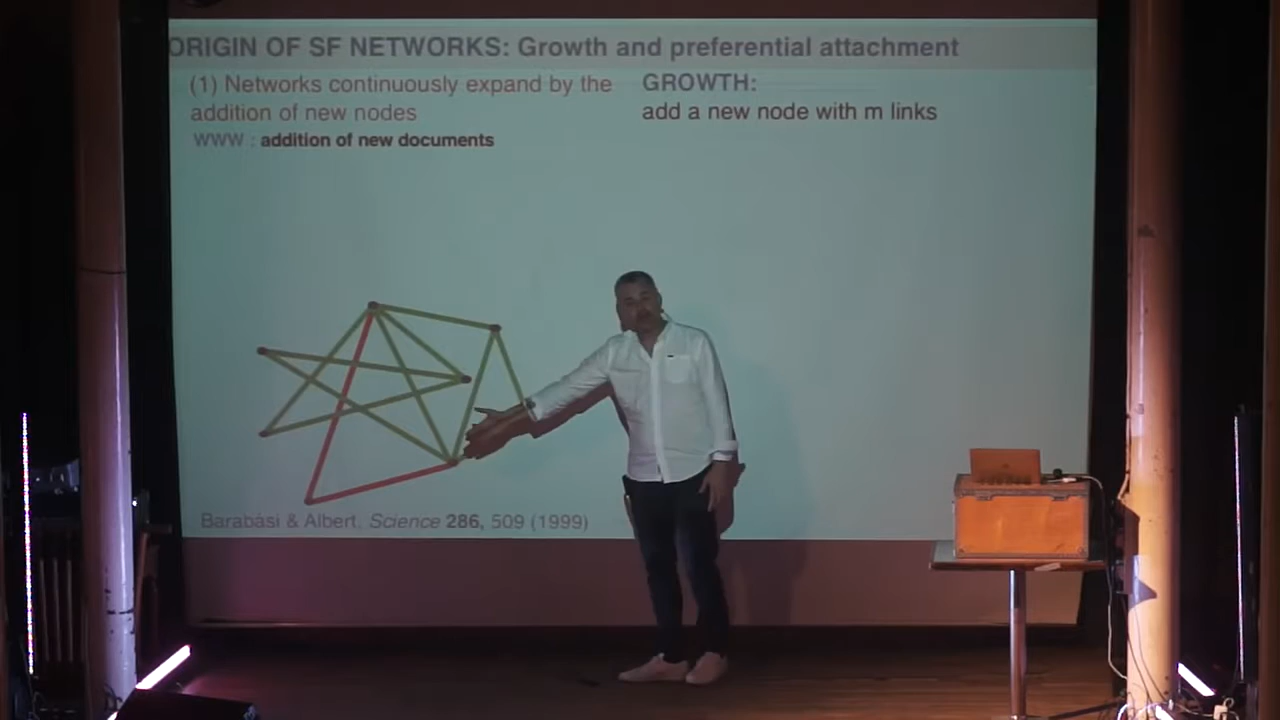 ORIGIN OF SF NETWORKS: Growth and preferential attachment
(1) Networks continuously expand by the
addition of new nodes
WWW : addition of new documents
GROWTH:
add a new node with m links
Barabási & Albert. Science 286, 509 (1999)